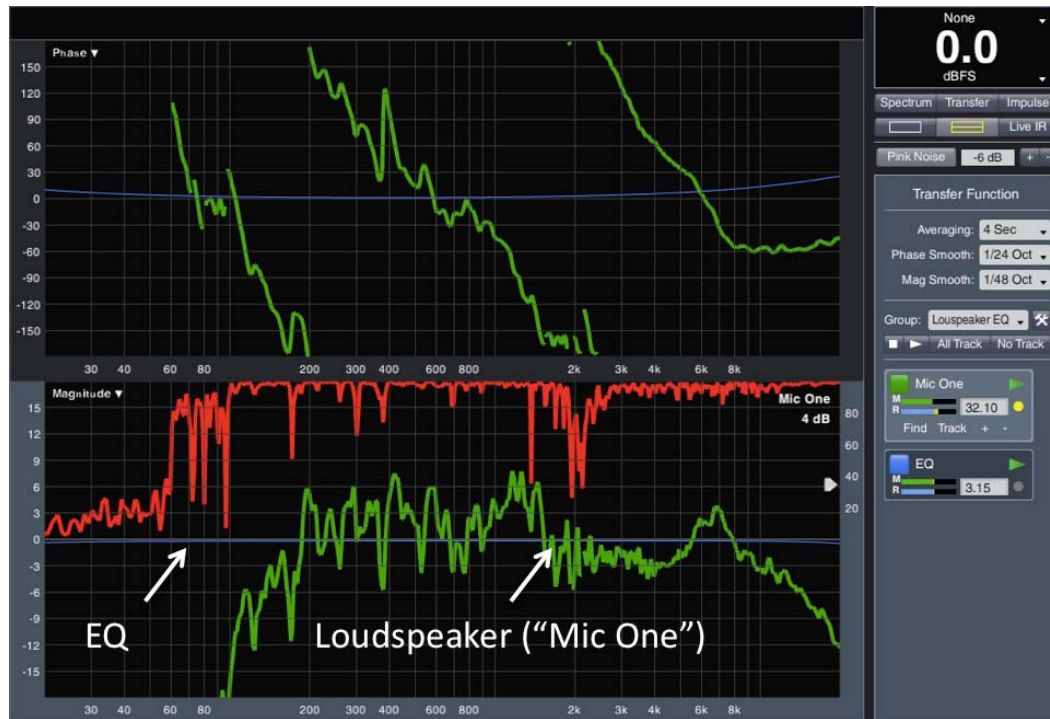 None
0.0
dBFS
Spectrum Transfer Impulse
Live IR
Pink Noise -6 dB + -
Transfer Function
Averaging: 4 Sec
Phase Smooth: 1/24 Oct
Mag Smooth: 1/48 Oct
Group: Louspeaker EQ
All Track No Track
Mic One
M
R 32.10
Find Track + -
EQ
M
R 3.15
Phase ▼
150
120
90
60
30
0
-30
-60
-90
-120
-150
30 40 60 80 200 300 400 600 800 2k 3k 4k 6k 8k
Magnitude ▼
Mic One
4 dB
15
12
9
6
3
0
-3
-6
-9
-12
-15
80
60
40
20
EQ
Loudspeaker (“Mic One”)
30 40 60 80 200 300 400 600 800 2k 3k 4k 6k 8k